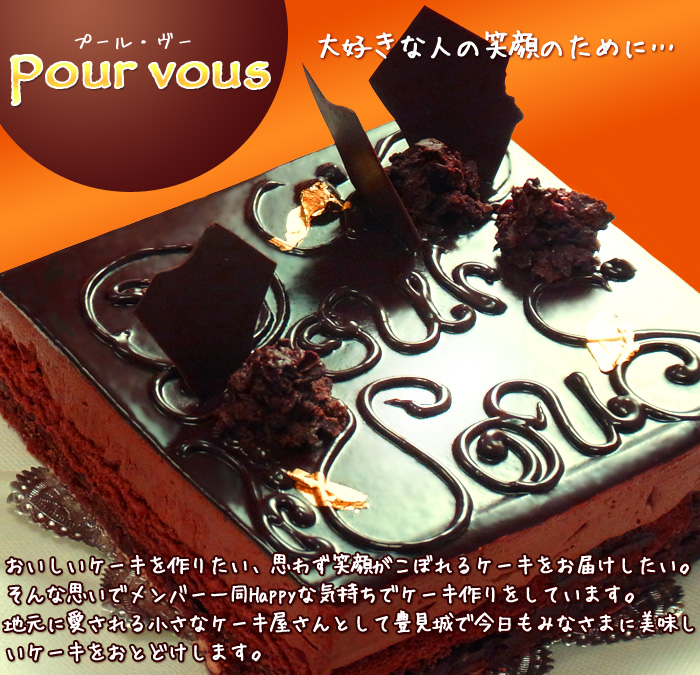 プール・ヴー
Pour vous
大好きな人の笑顔のために…
おいしいケーキを作りたい、思わず笑顔がこぼれるケーキをお届けしたい。
そんな思いでメンバー一同Happyな気持ちでケーキ作りをしています。
地元に愛される小さなケーキ屋さんとして豊見城で今日もみなさまに美味し
いケーキをおとどけします。